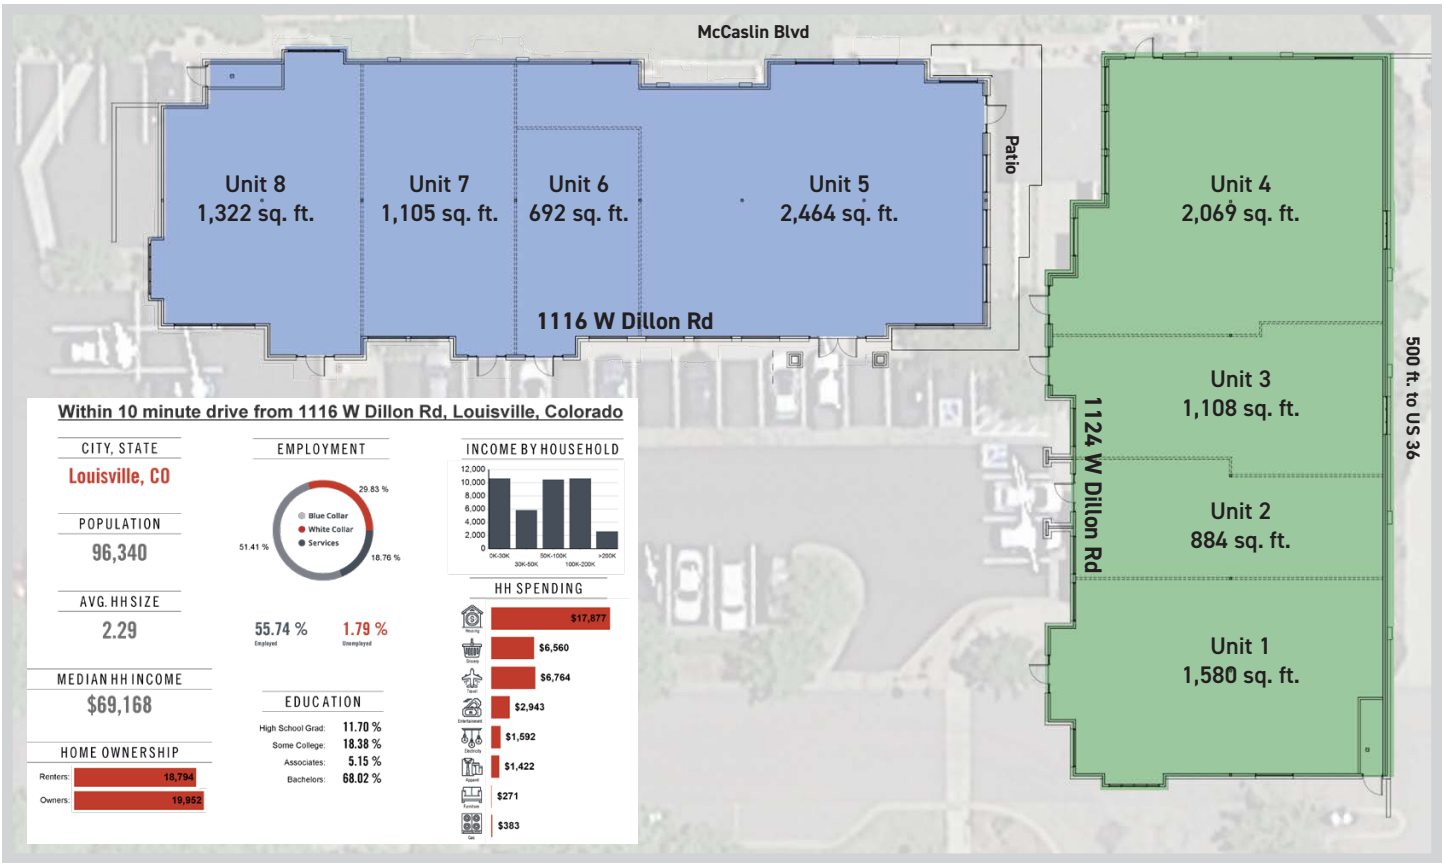 McCaslin Blvd
Unit 8
1,322 sq. ft.
Unit 7
1,105 sq. ft.
Unit 6
692 sq. ft.
Unit 5
2,464 sq. ft.
Patio
1116 W Dillon Rd
Unit 4
2,069 sq. ft.
Unit 3
1,108 sq. ft.
Unit 2
884 sq. ft.
Unit 1
1,580 sq. ft.
1124 W Dillon Rd
500 ft. to US 36
Within 10 minute drive from 1116 W Dillon Rd, Louisville, Colorado
CITY, STATE
Louisville, CO
POPULATION
96,340
AVG. HH SIZE
2.29
MEDIAN HH INCOME
$69,168
HOME OWNERSHIP
Renters: 18,794
Owners: 19,952
EMPLOYMENT
29.83 %
Blue Collar
White Collar
Services
51.41 %
18.76 %
55.74 %
Employed
1.79 %
Unemployed
EDUCATION
High School Grad: 11.70 %
Some College: 18.38 %
Associates: 5.15 %
Bachelors: 68.02 %
INCOME BY HOUSEHOLD
12,000
10,000
8,000
6,000
4,000
2,000
0
0K-30K
30K-50K
50K-100K
100K-200K
>200K
HH SPENDING
Housing
$17,877
Grocery
$6,560
Travel
$6,764
Entertainment
$2,943
Electricity
$1,592
Apparel
$1,422
Furniture
$271
Gas
$383